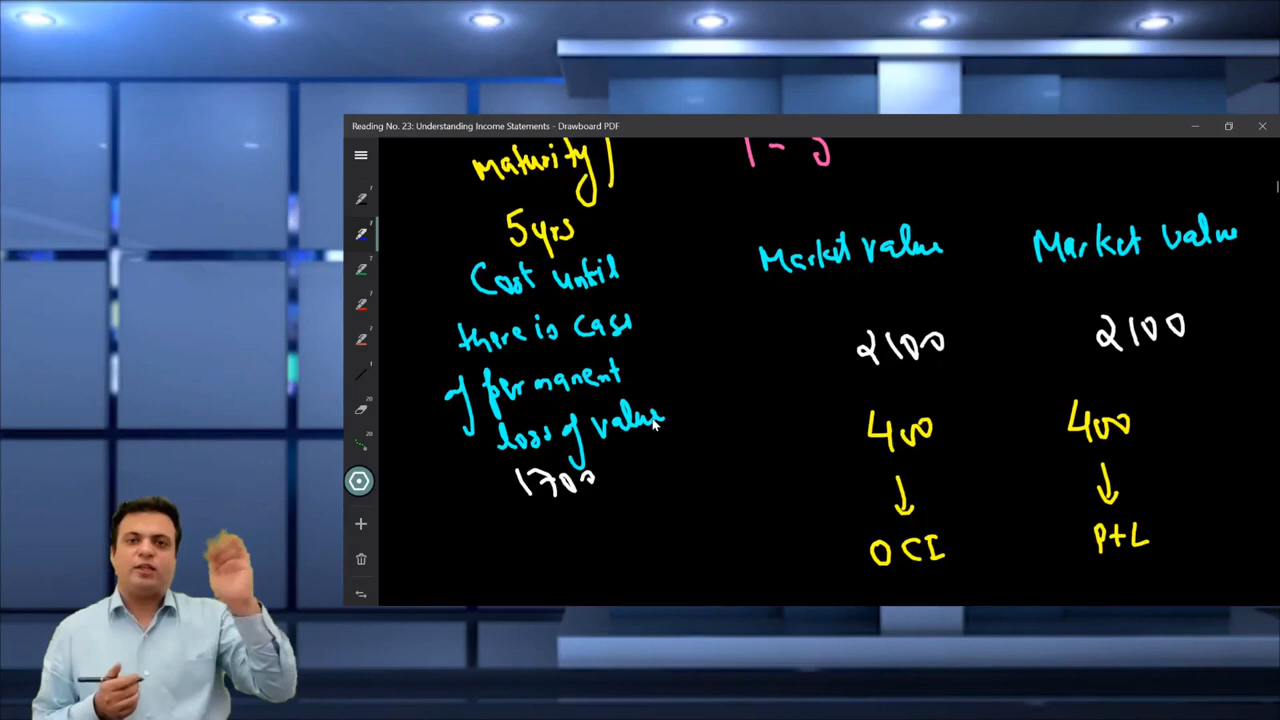 Reading No. 23: Understanding Income Statements - Drawboard PDF
maturity)
5yrs
Cost until
there is case
of permanent
loss of value
1700
Market value
2100
400
OCI
Market value
2100
400
P+L